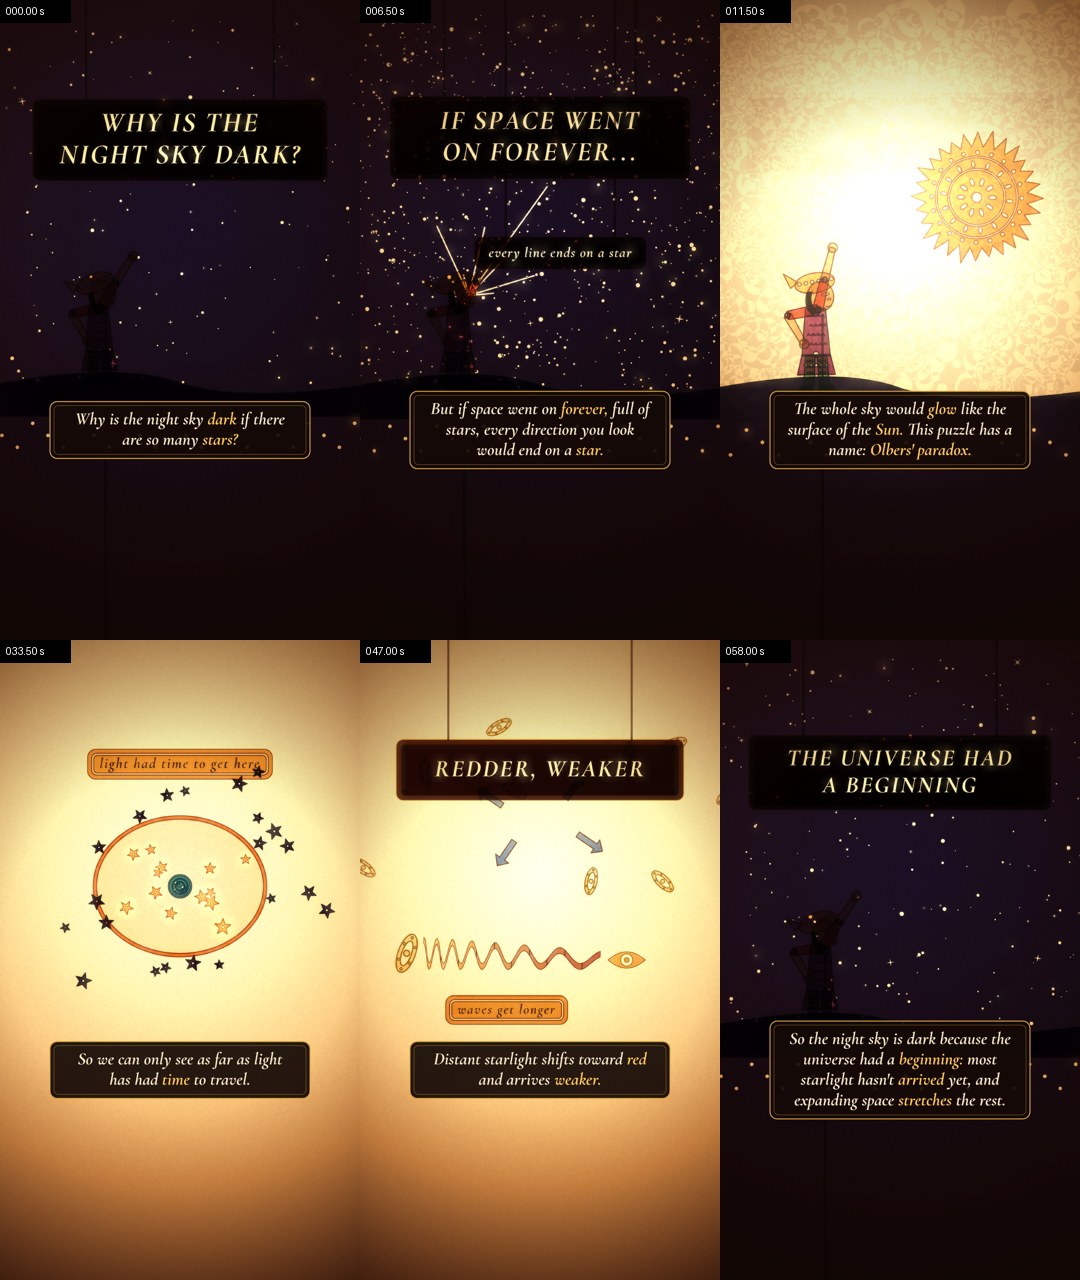 000.00 s
WHY IS THE
NIGHT SKY DARK?
Why is the night sky dark if there
are so many stars?
006.50 s
IF SPACE WENT
ON FOREVER...
every line ends on a star
But if space went on forever, full of
stars, every direction you look
would end on a star.
011.50 s
The whole sky would glow like the
surface of the Sun. This puzzle has a
name: Olbers' paradox.
033.50 s
light had time to get here
So we can only see as far as light
has had time to travel.
047.00 s
REDDER, WEAKER
waves get longer
Distant starlight shifts toward red
and arrives weaker.
058.00 s
THE UNIVERSE HAD
A BEGINNING
So the night sky is dark because the
universe had a beginning: most
starlight hasn't arrived yet, and
expanding space stretches the rest.